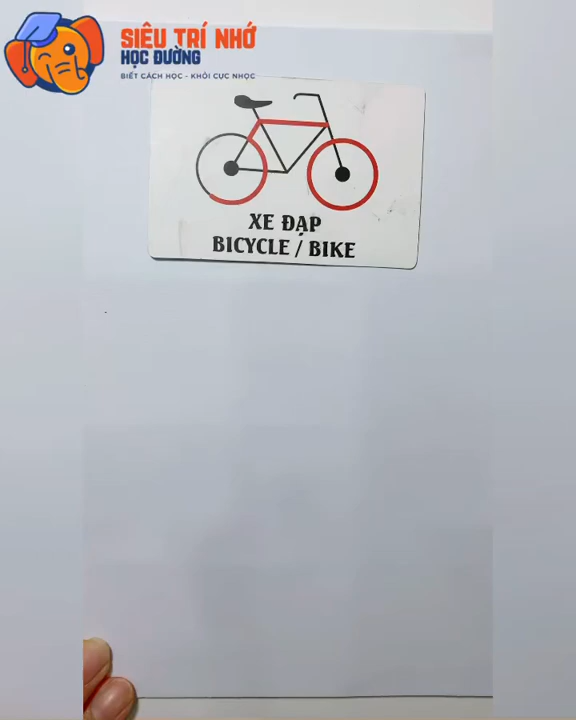 SIÊU TRÍ NHỚ
HỌC ĐƯỜNG
BIẾT CÁCH HỌC - KHỎI CỰC NHỌC
XE ĐẠP
BICYCLE / BIKE